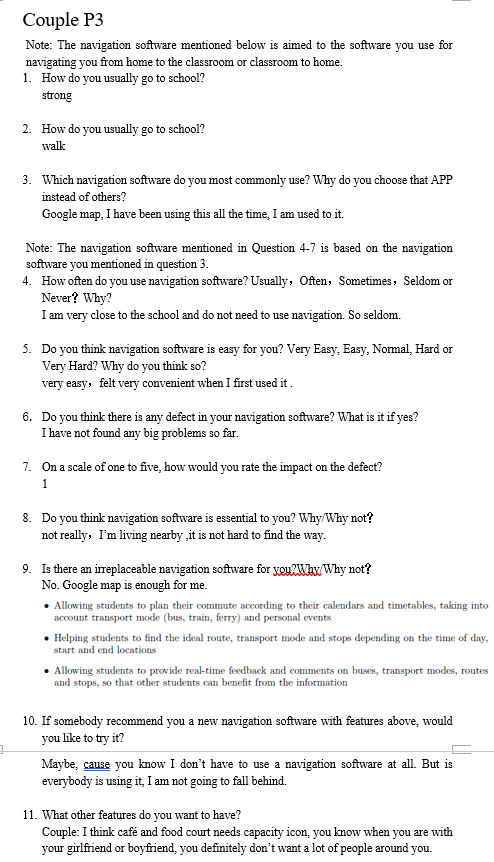 Couple P3
Note: The navigation software mentioned below is aimed to the software you use for
navigating you from home to the classroom or classroom to home.
1. How do you usually go to school?
strong
2. How do you usually go to school?
walk
3. Which navigation software do you most commonly use? Why do you choose that APP
instead of others?
Google map, I have been using this all the time, I am used to it.
Note: The navigation software mentioned in Question 4-7 is based on the navigation
software you mentioned in question 3.
4. How often do you use navigation software? Usually，Often，Sometimes，Seldom or
Never？ Why?
I am very close to the school and do not need to use navigation. So seldom.
5. Do you think navigation software is easy for you? Very Easy, Easy, Normal, Hard or
Very Hard? Why do you think so?
very easy，felt very convenient when I first used it .
6. Do you think there is any defect in your navigation software? What is it if yes?
I have not found any big problems so far.
7. On a scale of one to five, how would you rate the impact on the defect?
1
8. Do you think navigation software is essential to you? Why/Why not？
not really，I’m living nearby ,it is not hard to find the way.
9. Is there an irreplaceable navigation software for you?Why/Why not？
No. Google map is enough for me.
• Allowing students to plan their commute according to their calendars and timetables, taking into
account transport mode (bus, train, ferry) and personal events
• Helping students to find the ideal route, transport mode and stops depending on the time of day,
start and end locations
• Allowing students to provide real-time feedback and comments on buses, transport modes, routes
and stops, so that other students can benefit from the information
10. If somebody recommend you a new navigation software with features above, would
you like to try it?
Maybe, cause you know I don’t have to use a navigation software at all. But is
everybody is using it, I am not going to fall behind.
11. What other features do you want to have?
Couple: I think café and food court needs capacity icon, you know when you are with
your girlfriend or boyfriend, you definitely don’t want a lot of people around you.